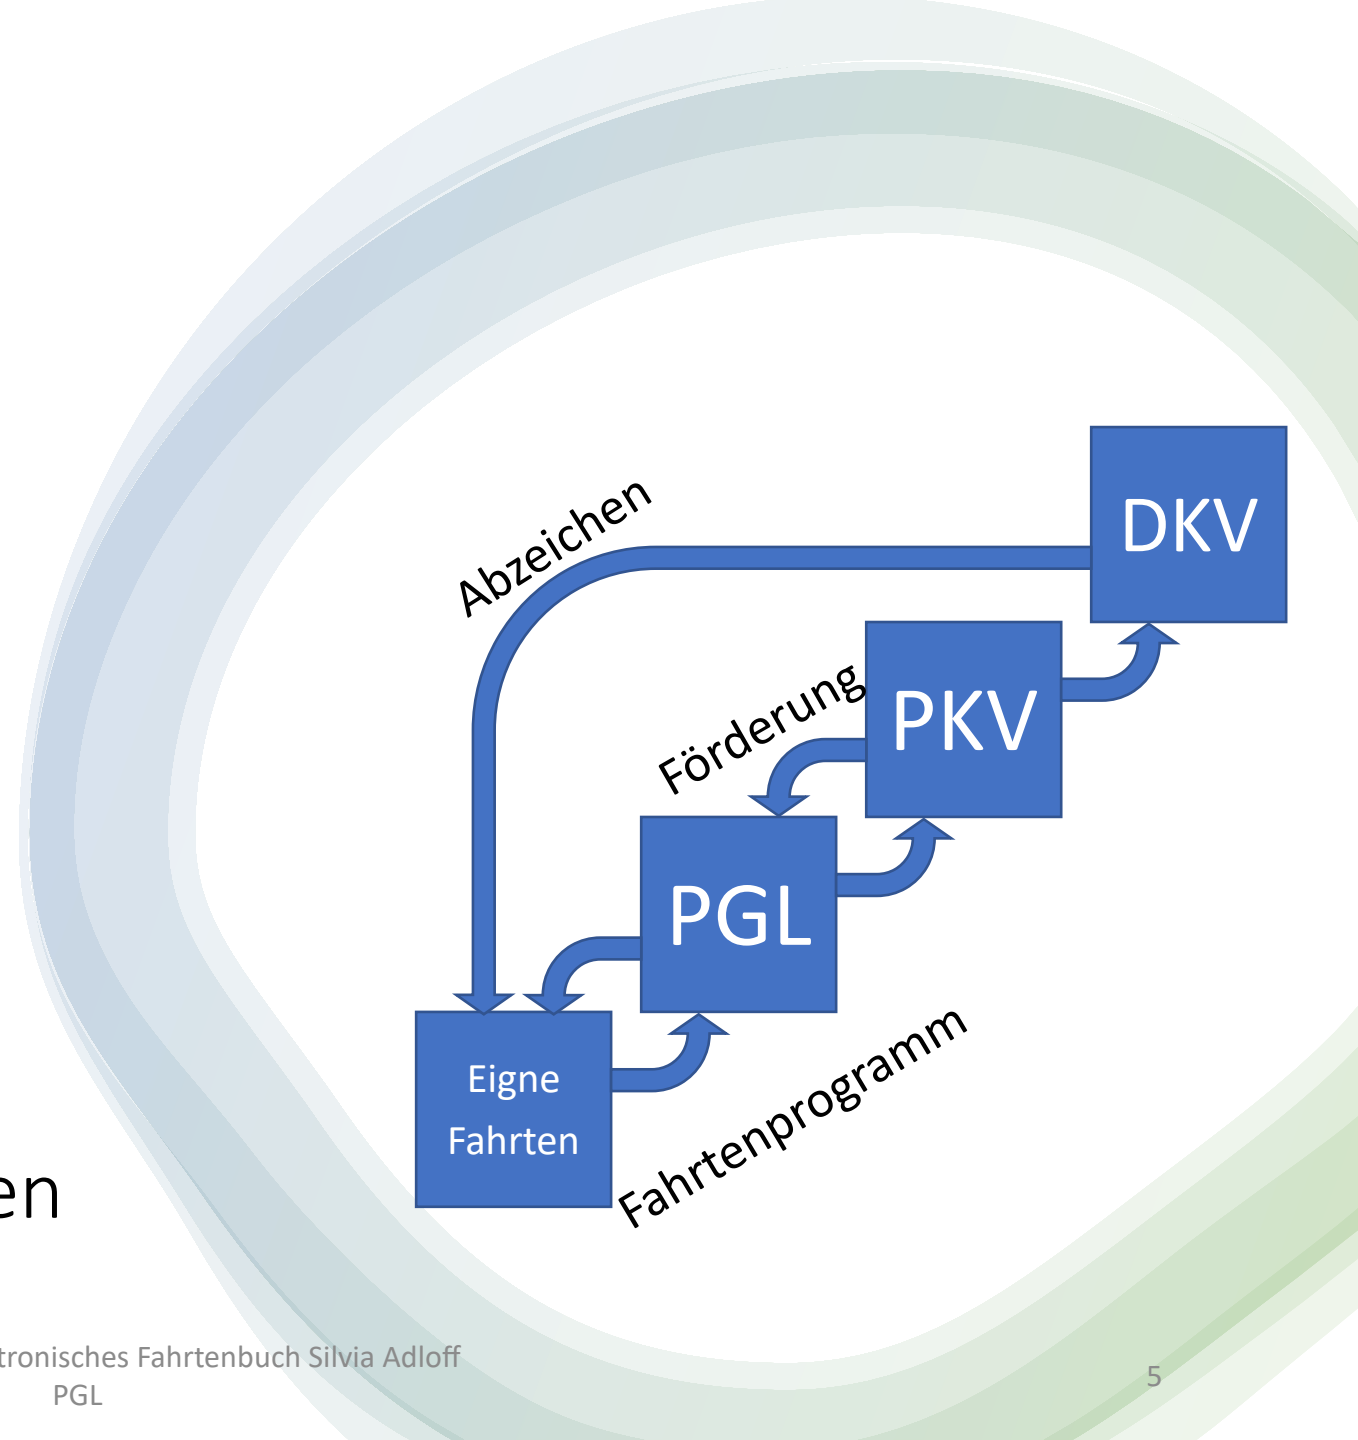 DKV
Abzeichen
PKV
Förderung
PGL
Eigne
Fahrten
Fahrtenprogramm
en
tronisches Fahrtenbuch Silvia Adloff
PGL
5